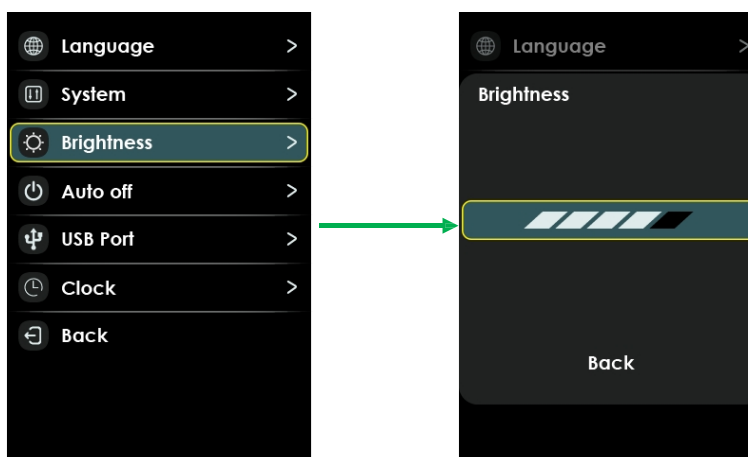 Language >
System >
Brightness >
Auto off >
USB Port >
Clock >
Back
Language >
Brightness
Back